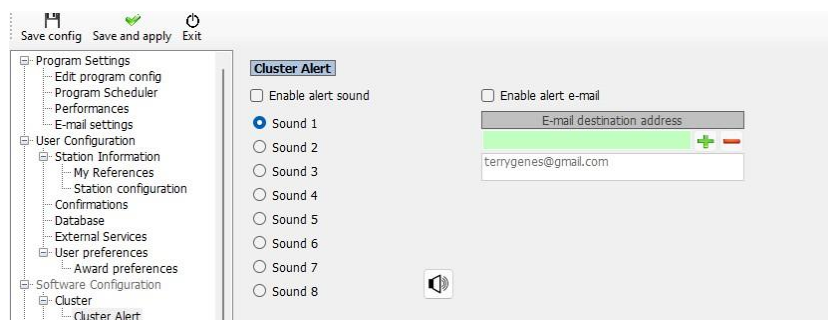 Save config Save and apply Exit
Program Settings
Edit program config
Program Scheduler
Performances
E-mail settings
User Configuration
Station Information
My References
Station configuration
Confirmations
Database
External Services
User preferences
Award preferences
Software Configuration
Cluster
Cluster Alert
Cluster Alert
Enable alert sound
Sound 1
Sound 2
Sound 3
Sound 4
Sound 5
Sound 6
Sound 7
Sound 8
Enable alert e-mail
E-mail destination address
terrygenes@gmail.com